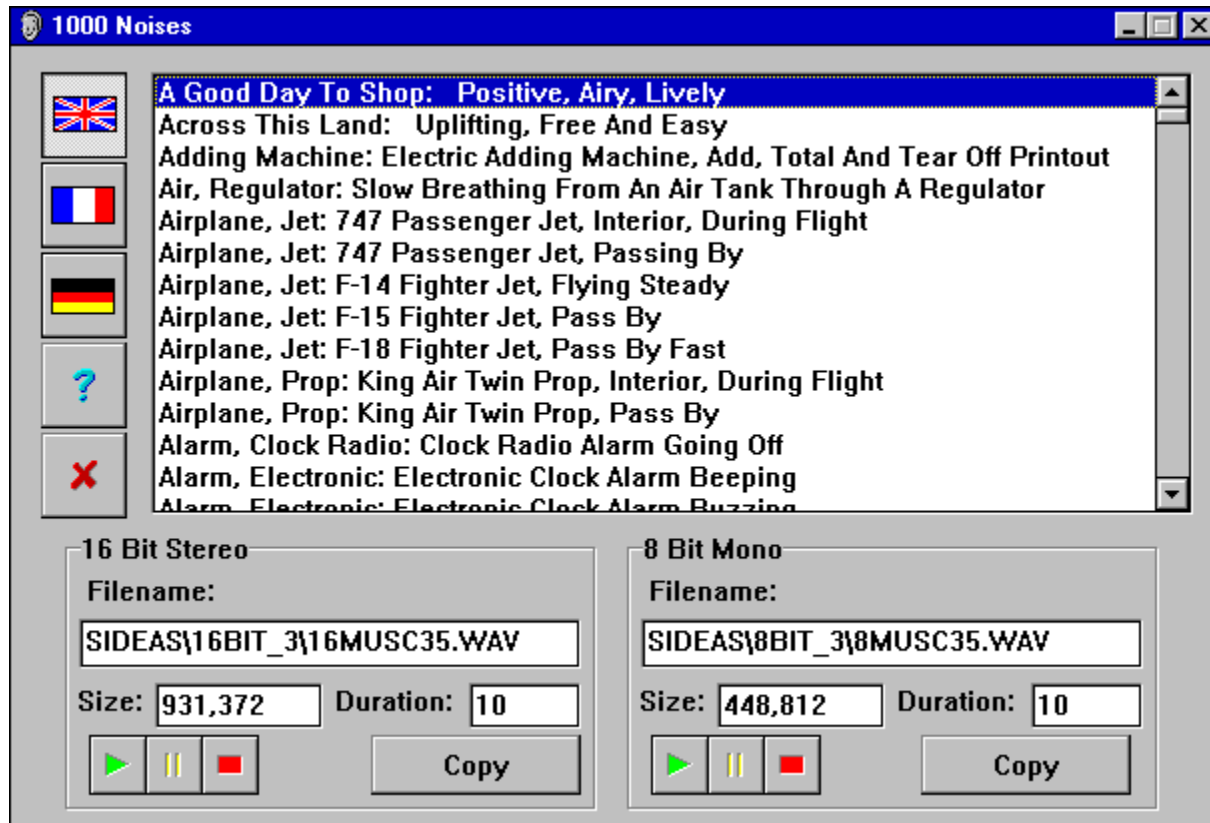 1000 Noises
A Good Day To Shop:   Positive, Airy, Lively
Across This Land:   Uplifting, Free And Easy
Adding Machine: Electric Adding Machine, Add, Total And Tear Off Printout
Air, Regulator: Slow Breathing From An Air Tank Through A Regulator
Airplane, Jet: 747 Passenger Jet, Interior, During Flight
Airplane, Jet: 747 Passenger Jet, Passing By
Airplane, Jet: F-14 Fighter Jet, Flying Steady
Airplane, Jet: F-15 Fighter Jet, Pass By
Airplane, Jet: F-18 Fighter Jet, Pass By Fast
Airplane, Prop: King Air Twin Prop, Interior, During Flight
Airplane, Prop: King Air Twin Prop, Pass By
Alarm, Clock Radio: Clock Radio Alarm Going Off
Alarm, Electronic: Electronic Clock Alarm Beeping
Alarm, Electronic: Electronic Clock Alarm Buzzing
?
16 Bit Stereo
Filename:
SIDEAS\16BIT_3\16MUSC35.WAV
Size: 931,372 Duration: 10
Copy
8 Bit Mono
Filename:
SIDEAS\8BIT_3\8MUSC35.WAV
Size: 448,812 Duration: 10
Copy